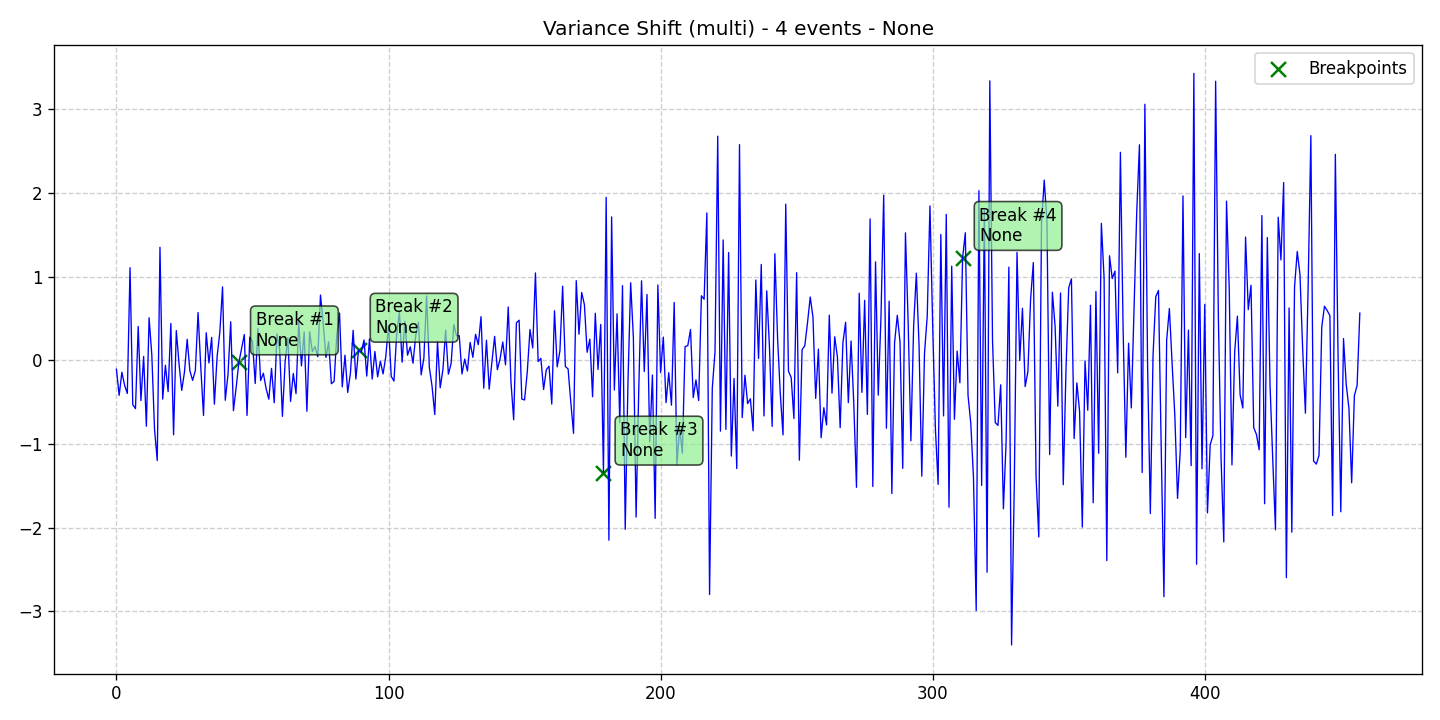 Variance Shift (multi) - 4 events - None
Breakpoints
3
2
1
0
−1
−2
−3
Break #1
None
Break #2
None
Break #3
None
Break #4
None
0
100
200
300
400